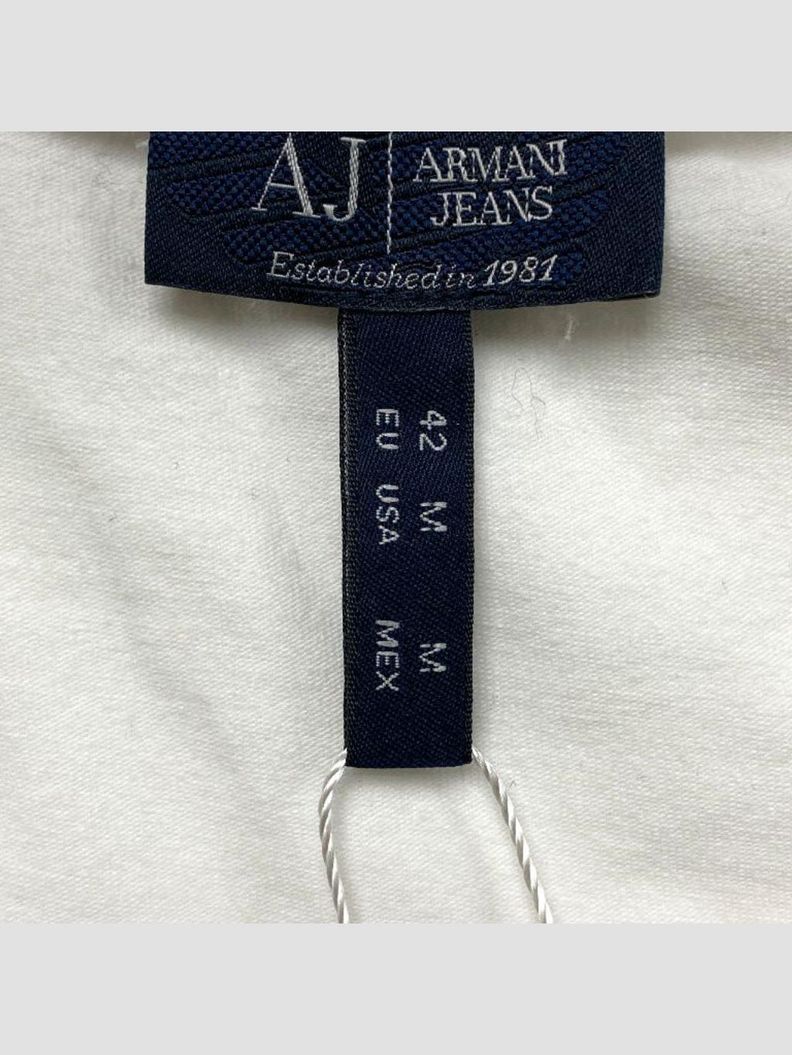 AJ
ARMANI
JEANS
Established in 1981
42 M M
EU USA MEX